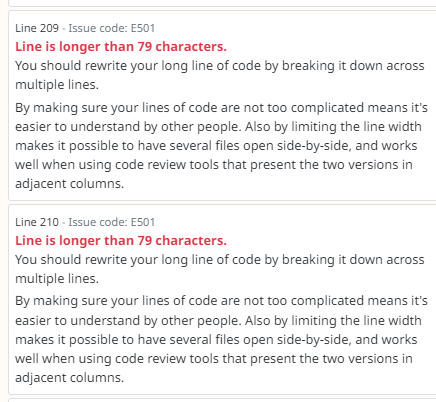 Line 209 - Issue code: E501
Line is longer than 79 characters.
You should rewrite your long line of code by breaking it down across
multiple lines.
By making sure your lines of code are not too complicated means it's
easier to understand by other people. Also by limiting the line width
makes it possible to have several files open side-by-side, and works
well when using code review tools that present the two versions in
adjacent columns.
Line 210 - Issue code: E501
Line is longer than 79 characters.
You should rewrite your long line of code by breaking it down across
multiple lines.
By making sure your lines of code are not too complicated means it's
easier to understand by other people. Also by limiting the line width
makes it possible to have several files open side-by-side, and works
well when using code review tools that present the two versions in
adjacent columns.